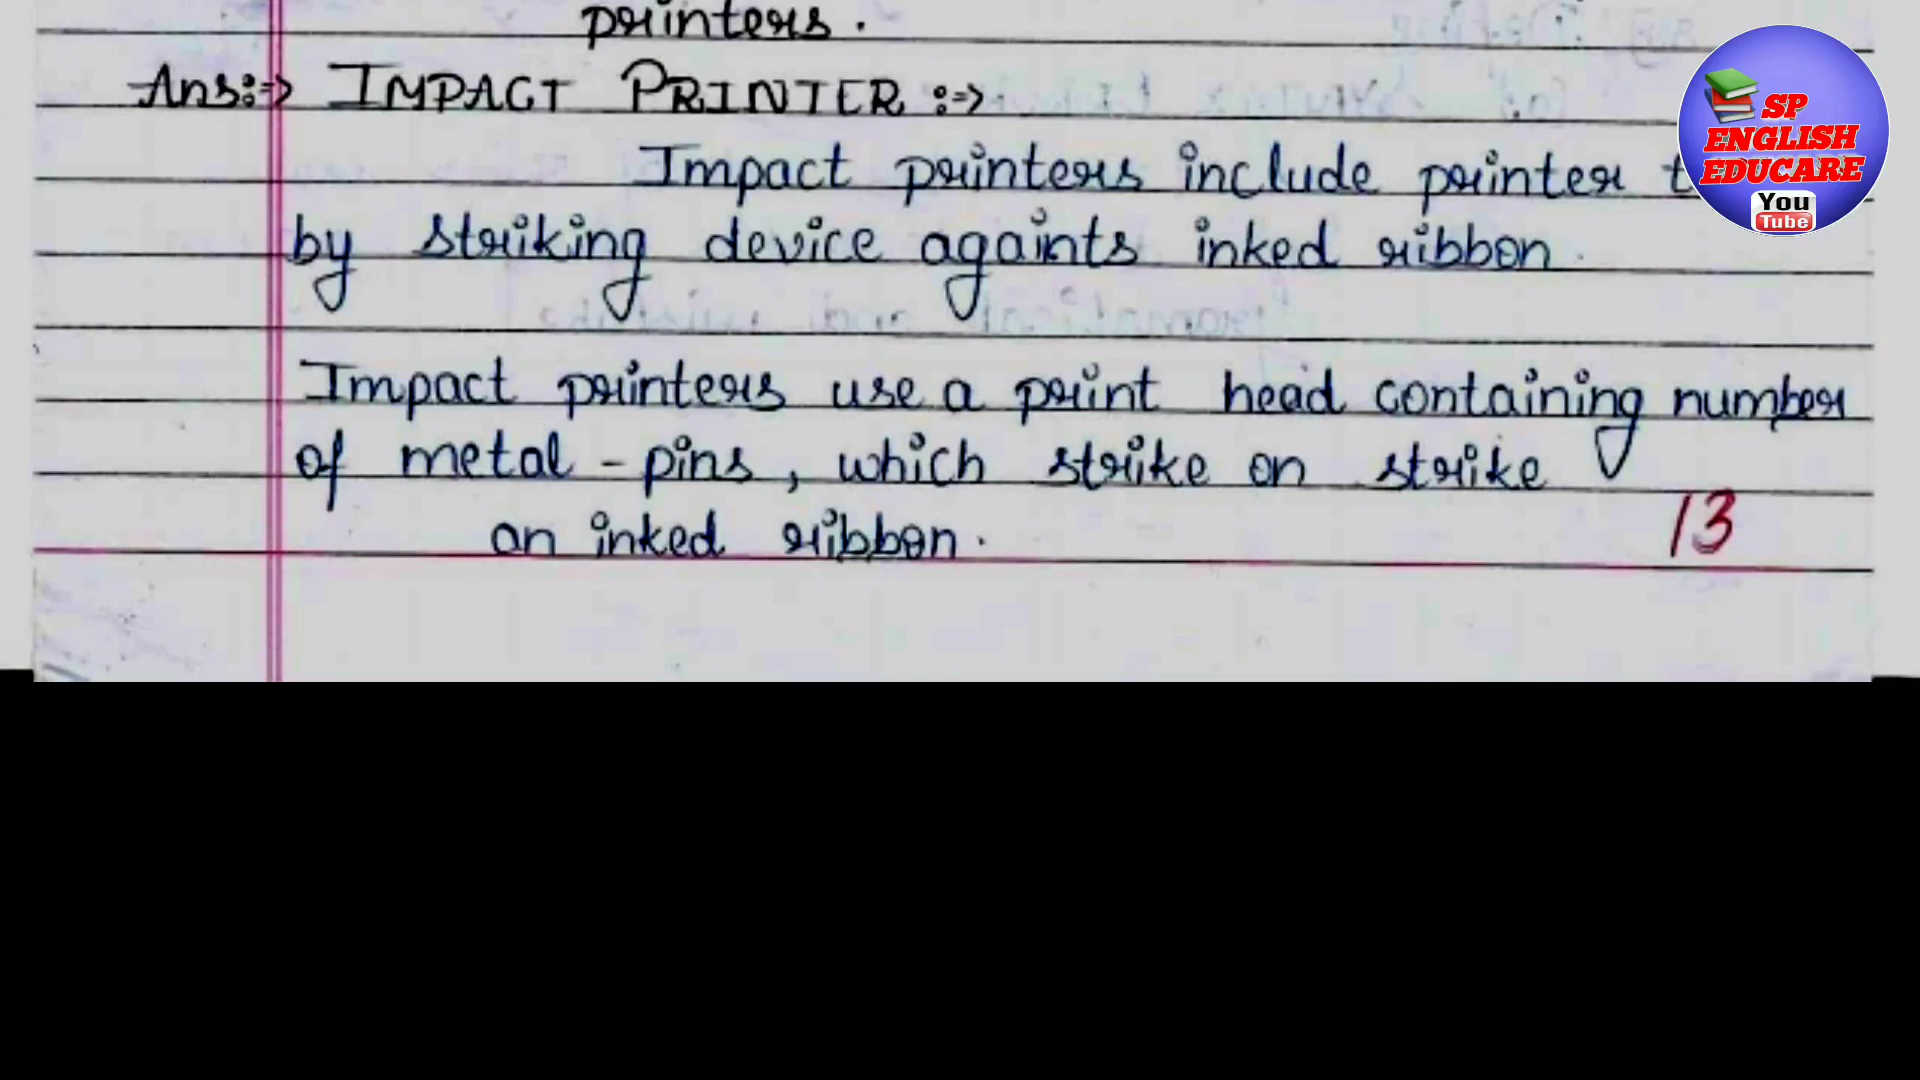 printers.
Ans:-> IMPACT PRINTER :->
Impact printers include printer
by striking device againts inked ribbon.
Impact printers use a print head containing number
of metal-pins, which strike on strike
on inked ribbon.
13
SP
ENGLISH
EDUCARE
You
Tube